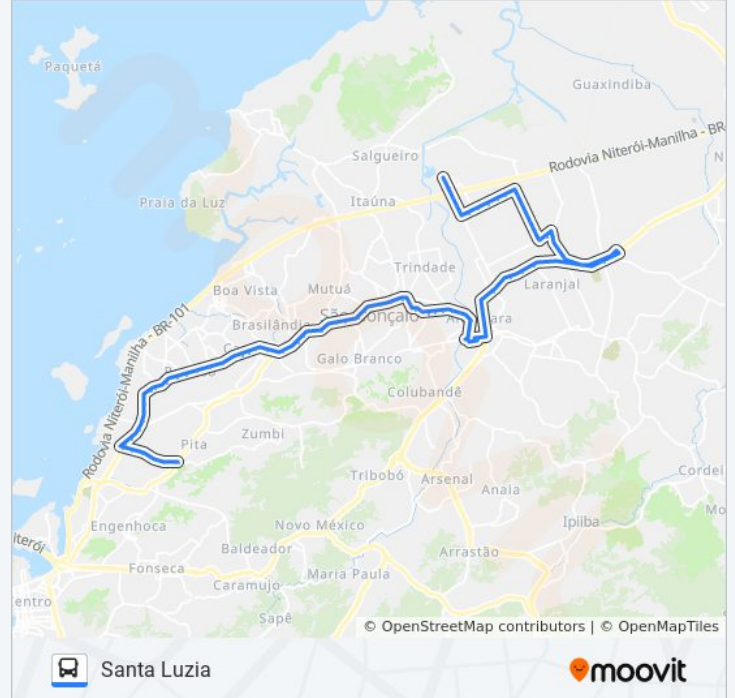 Paquetá
Guaxindiba
Salgueiro
Rodovia Niterói-Manilha - BR-
N
Praia da Luz
Itaúna
Trindade
Laranjal
Boa Vista
Mutuá
Brasilândia
São Gonçalo
Galo Branco
Rodovia Niterói-Manilha - BR-101
Colubandê
Pita
Zumbi
Tribobó
Arsenal
Anaia
Cordei
Mo
Engenhoca
Novo México
Ipiiba
iterói
Baldeador
Arrastão
Fonseca
Maria Paula
Caramujo
entro
Sapê
© OpenStreetMap contributors | © OpenMapTiles
Santa Luzia
moovit